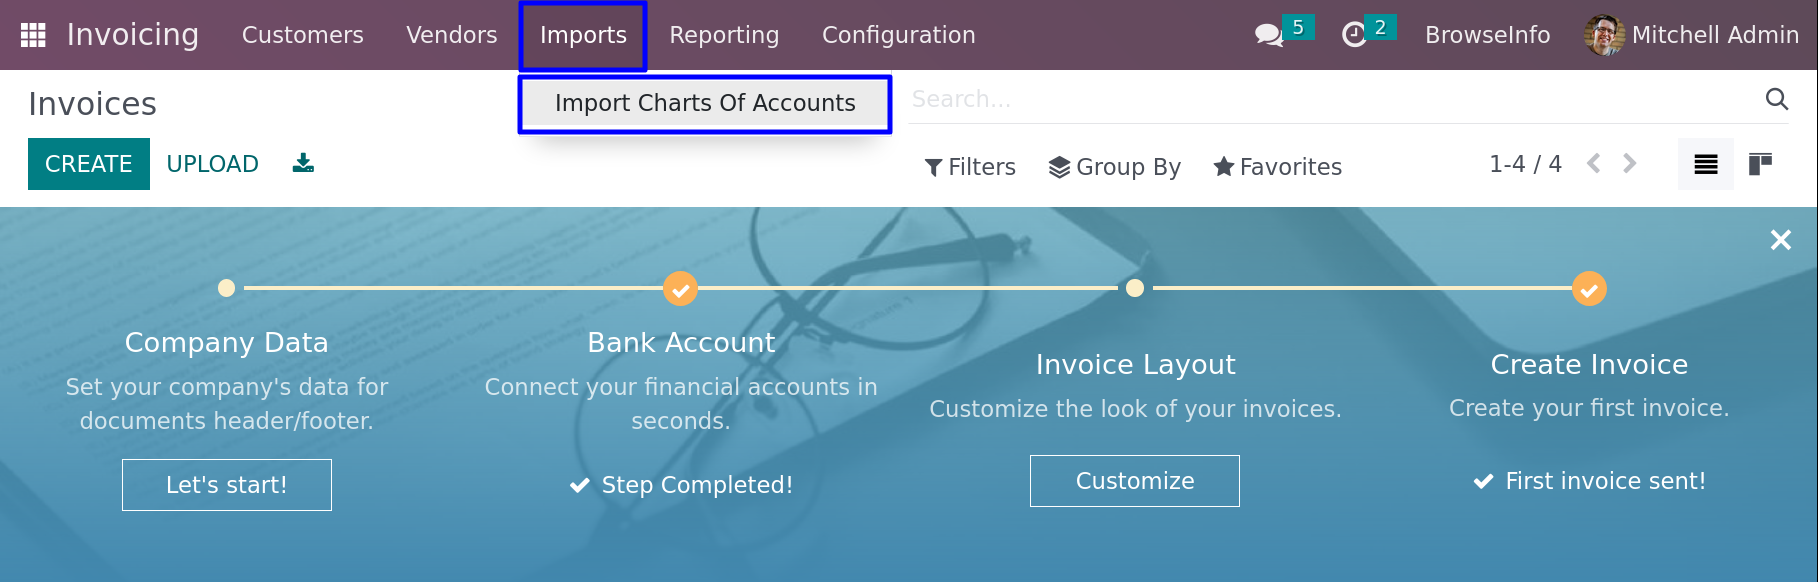 Invoicing Customers Vendors Imports Reporting Configuration 5 2 BrowseInfo Mitchell Admin
Invoices
Import Charts Of Accounts
Search...
CREATE UPLOAD
Filters Group By Favorites 1-4 / 4
Company Data
Set your company's data for
documents header/footer.
Let's start!
Bank Account
Connect your financial accounts in
seconds.
Step Completed!
Invoice Layout
Customize the look of your invoices.
Customize
Create Invoice
Create your first invoice.
First invoice sent!